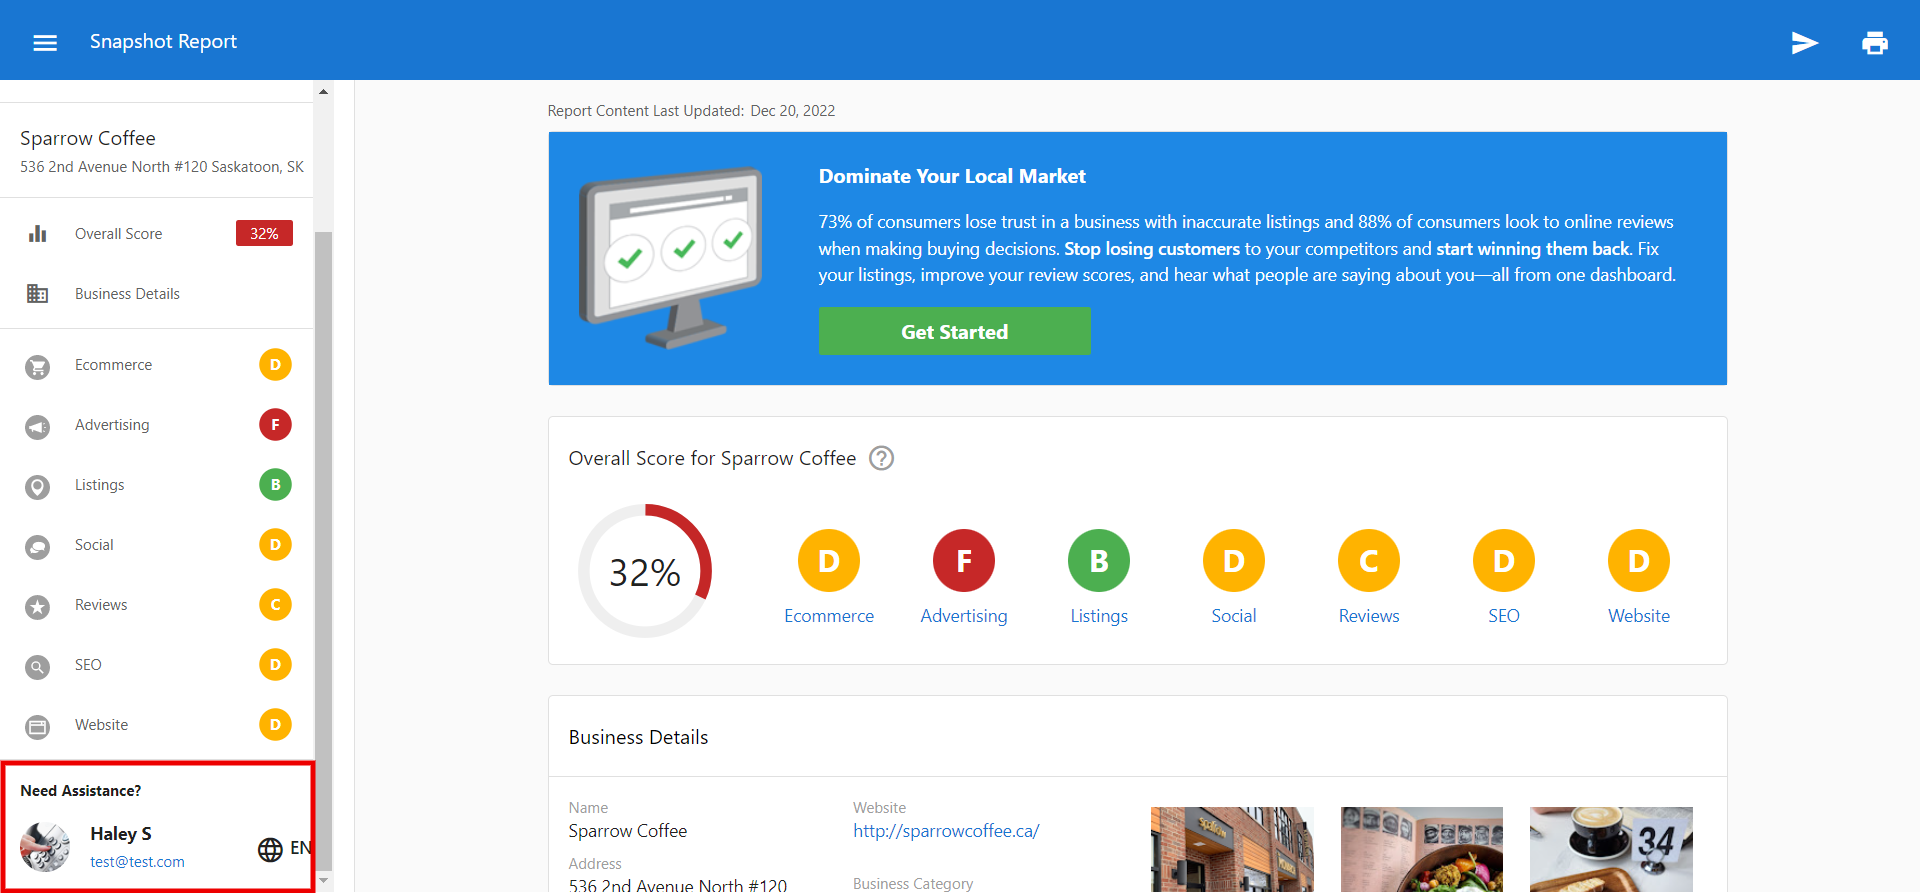 Snapshot Report
Sparrow Coffee
536 2nd Avenue North #120 Saskatoon, SK
Overall Score 32%
Business Details
Ecommerce D
Advertising F
Listings B
Social D
Reviews C
SEO D
Website D
Need Assistance?
Haley S
test@test.com
EN
Report Content Last Updated: Dec 20, 2022
Dominate Your Local Market
73% of consumers lose trust in a business with inaccurate listings and 88% of consumers look to online reviews
when making buying decisions. Stop losing customers to your competitors and start winning them back. Fix
your listings, improve your review scores, and hear what people are saying about you—all from one dashboard.
Get Started
Overall Score for Sparrow Coffee ?
32%
D F B D C D D
Ecommerce Advertising Listings Social Reviews SEO Website
Business Details
Name
Sparrow Coffee
Address
536 2nd Avenue North #120
Website
http://sparrowcoffee.ca/
Business Category
sparrow
34